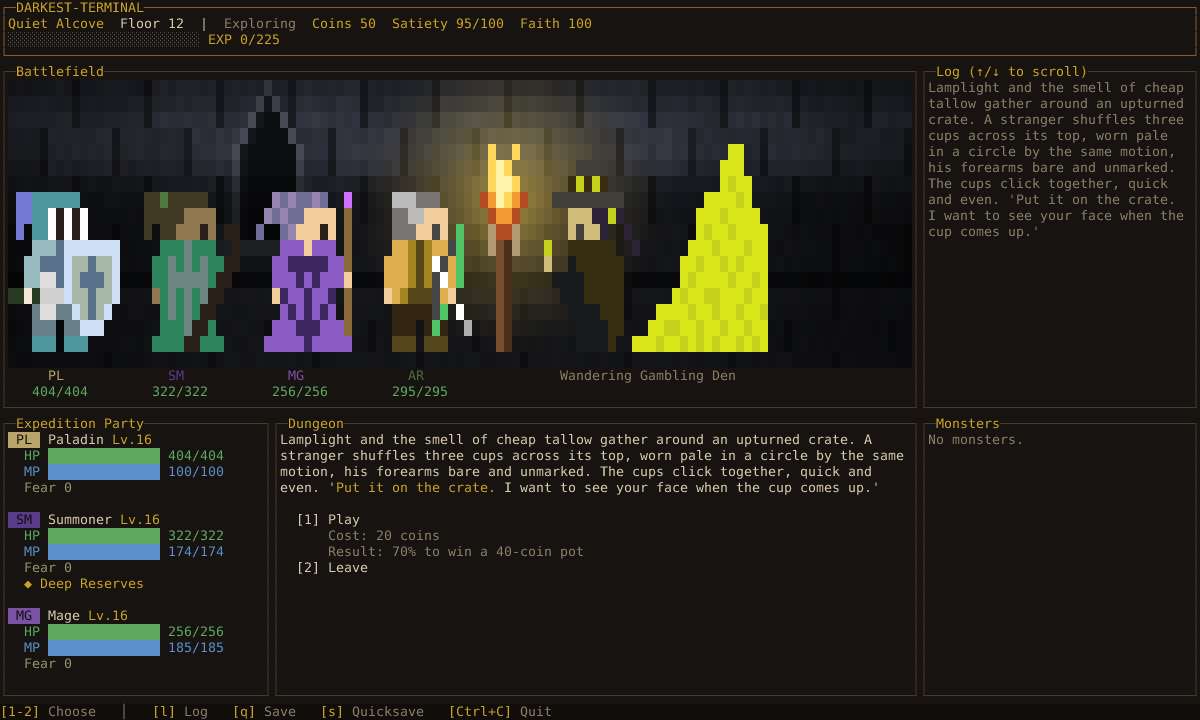 DARKEST-TERMINAL
Quiet Alcove Floor 12 | Exploring Coins 50 Satiety 95/100 Faith 100
EXP 0/225
Battlefield
PL SM MG AR Wandering Gambling Den
404/404 322/322 256/256 295/295
Log (↑/↓ to scroll)
Lamplight and the smell of cheap
tallow gather around an upturned
crate. A stranger shuffles three
cups across its top, worn pale
in a circle by the same motion,
his forearms bare and unmarked.
The cups click together, quick
and even. 'Put it on the crate.
I want to see your face when the
cup comes up.'
Expedition Party
PL Paladin Lv.16
HP 404/404
MP 100/100
Fear 0
SM Summoner Lv.16
HP 322/322
MP 174/174
Fear 0
◆ Deep Reserves
MG Mage Lv.16
HP 256/256
MP 185/185
Fear 0
Dungeon
Lamplight and the smell of cheap tallow gather around an upturned crate. A
stranger shuffles three cups across its top, worn pale in a circle by the same
motion, his forearms bare and unmarked. The cups click together, quick and
even. 'Put it on the crate. I want to see your face when the cup comes up.'
[1] Play
Cost: 20 coins
Result: 70% to win a 40-coin pot
[2] Leave
Monsters
No monsters.
[1-2] Choose │ [l] Log [q] Save [s] Quicksave [Ctrl+C] Quit